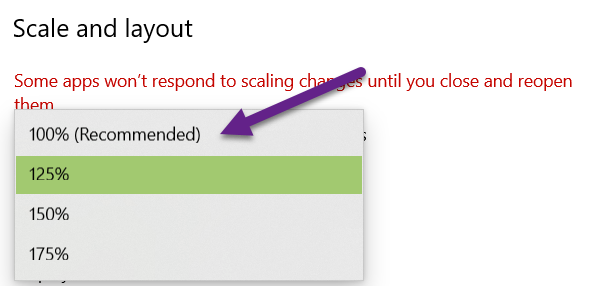 Scale and layout
Some apps won't respond to scaling changes until you close and reopen
them.
100% (Recommended)
125%
150%
175%